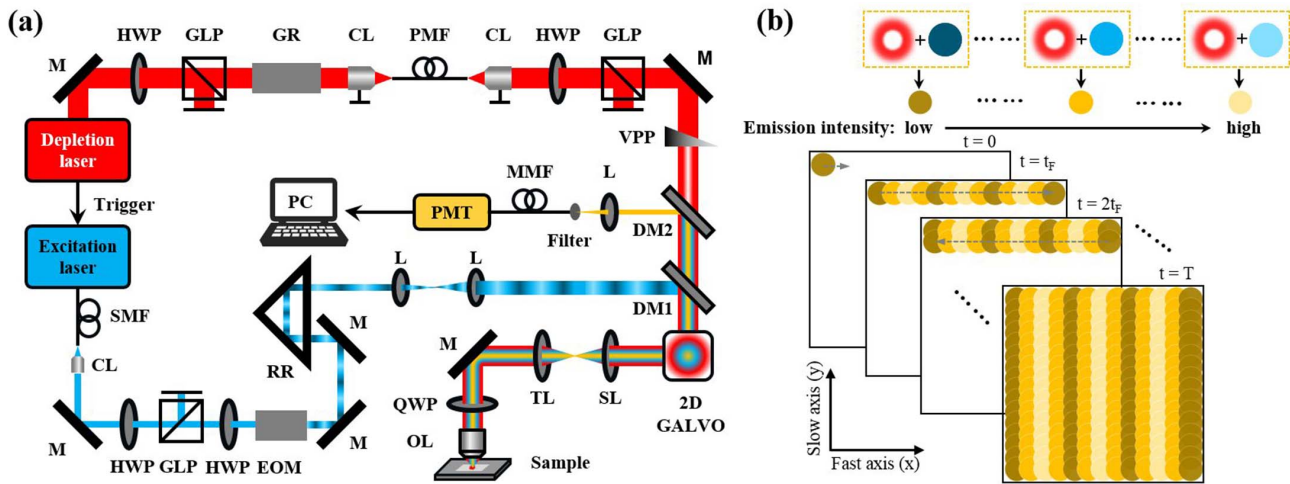 (a)
HWP GLP GR CL PMF CL HWP GLP
M
M
Depletion
laser
VPP
Trigger
MMF L
PC
PMT
Filter
DM2
Excitation
laser
L L
SMF
M
DM1
RR
M
CL
TL SL
2D
GALVO
QWP
OL
M
M
HWP GLP HWP EOM
Sample
(b)
+ + +
Emission intensity: low high
t = 0
t = t_F
t = 2t_F
t = T
Slow axis (y)
Fast axis (x)